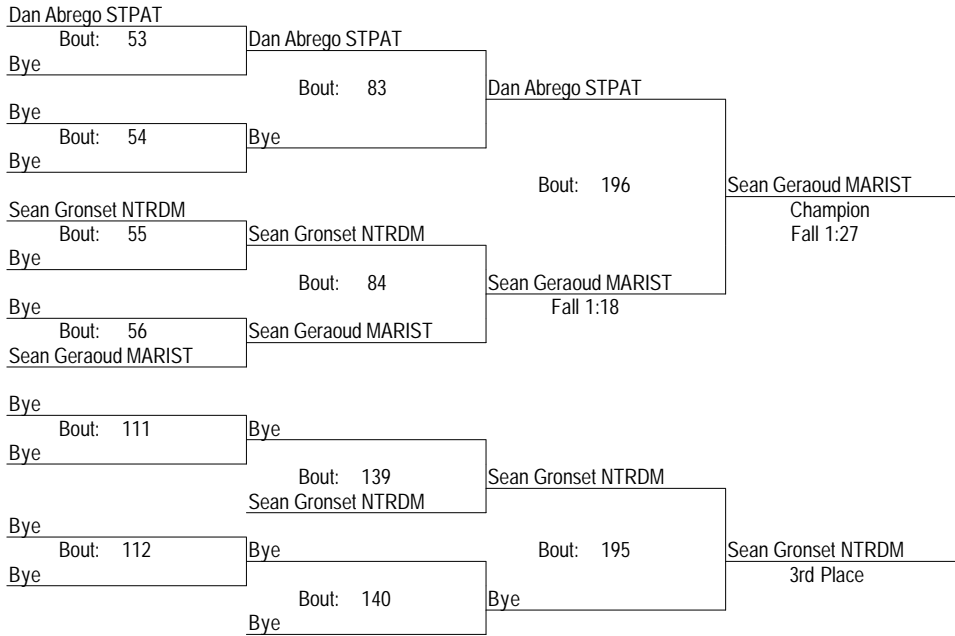 Dan Abrego STPAT
Bout: 53
Dan Abrego STPAT
Bye
Bout: 83
Dan Abrego STPAT
Bye
Bout: 54
Bye
Bye
Bout: 196
Sean Geraoud MARIST
Sean Gronset NTRDM
Champion
Bout: 55
Sean Gronset NTRDM
Fall 1:27
Bye
Bout: 84
Sean Geraoud MARIST
Bye
Fall 1:18
Bout: 56
Sean Geraoud MARIST
Sean Geraoud MARIST
Bye
Bout: 111
Bye
Bye
Bout: 139
Sean Gronset NTRDM
Sean Gronset NTRDM
Bye
Bout: 112
Bye
Bout: 195
Sean Gronset NTRDM
Bye
3rd Place
Bout: 140
Bye
Bye